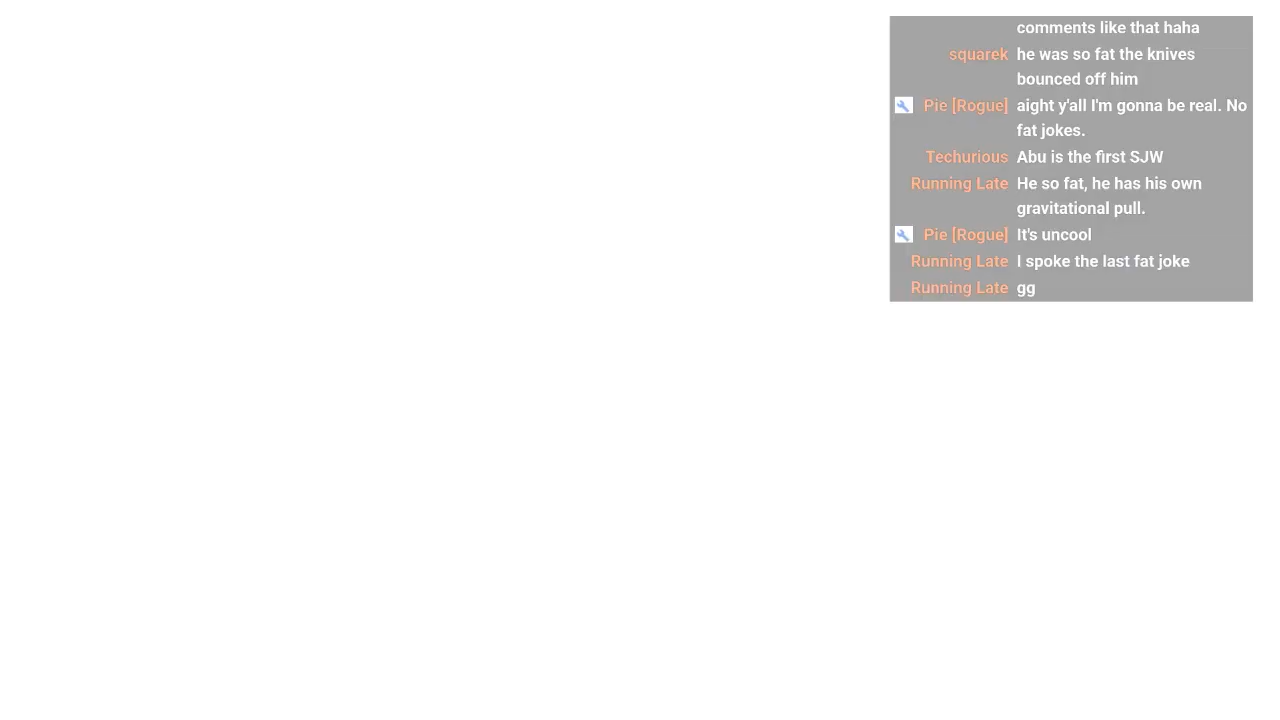 comments like that haha
squarek he was so fat the knives
bounced off him
Pie [Rogue] aight y'all I'm gonna be real. No
fat jokes.
Techurious Abu is the first SJW
Running Late He so fat, he has his own
gravitational pull.
Pie [Rogue] It's uncool
Running Late I spoke the last fat joke
Running Late gg